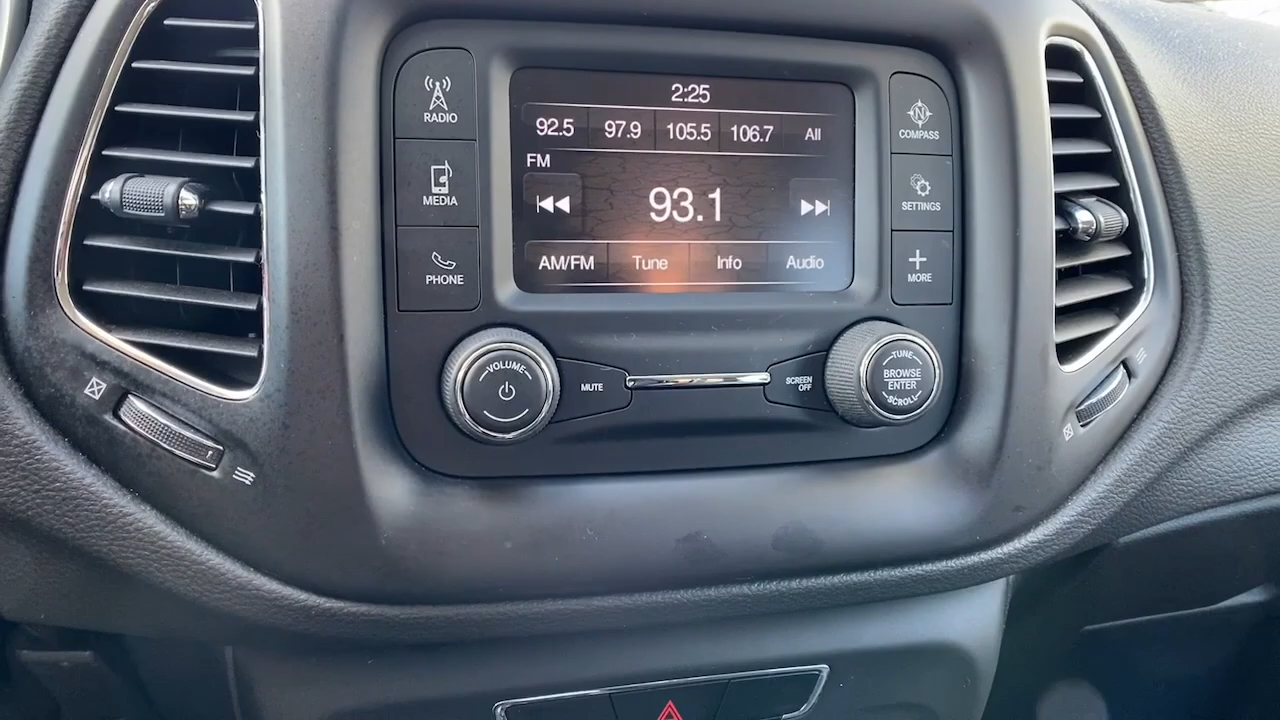 RADIO
MEDIA
PHONE
2:25
92.5 97.9 105.5 106.7 All
FM
93.1
AM/FM Tune Info Audio
COMPASS
SETTINGS
MORE
VOLUME
MUTE
SCREEN
OFF
TUNE
BROWSE
ENTER
SCROLL